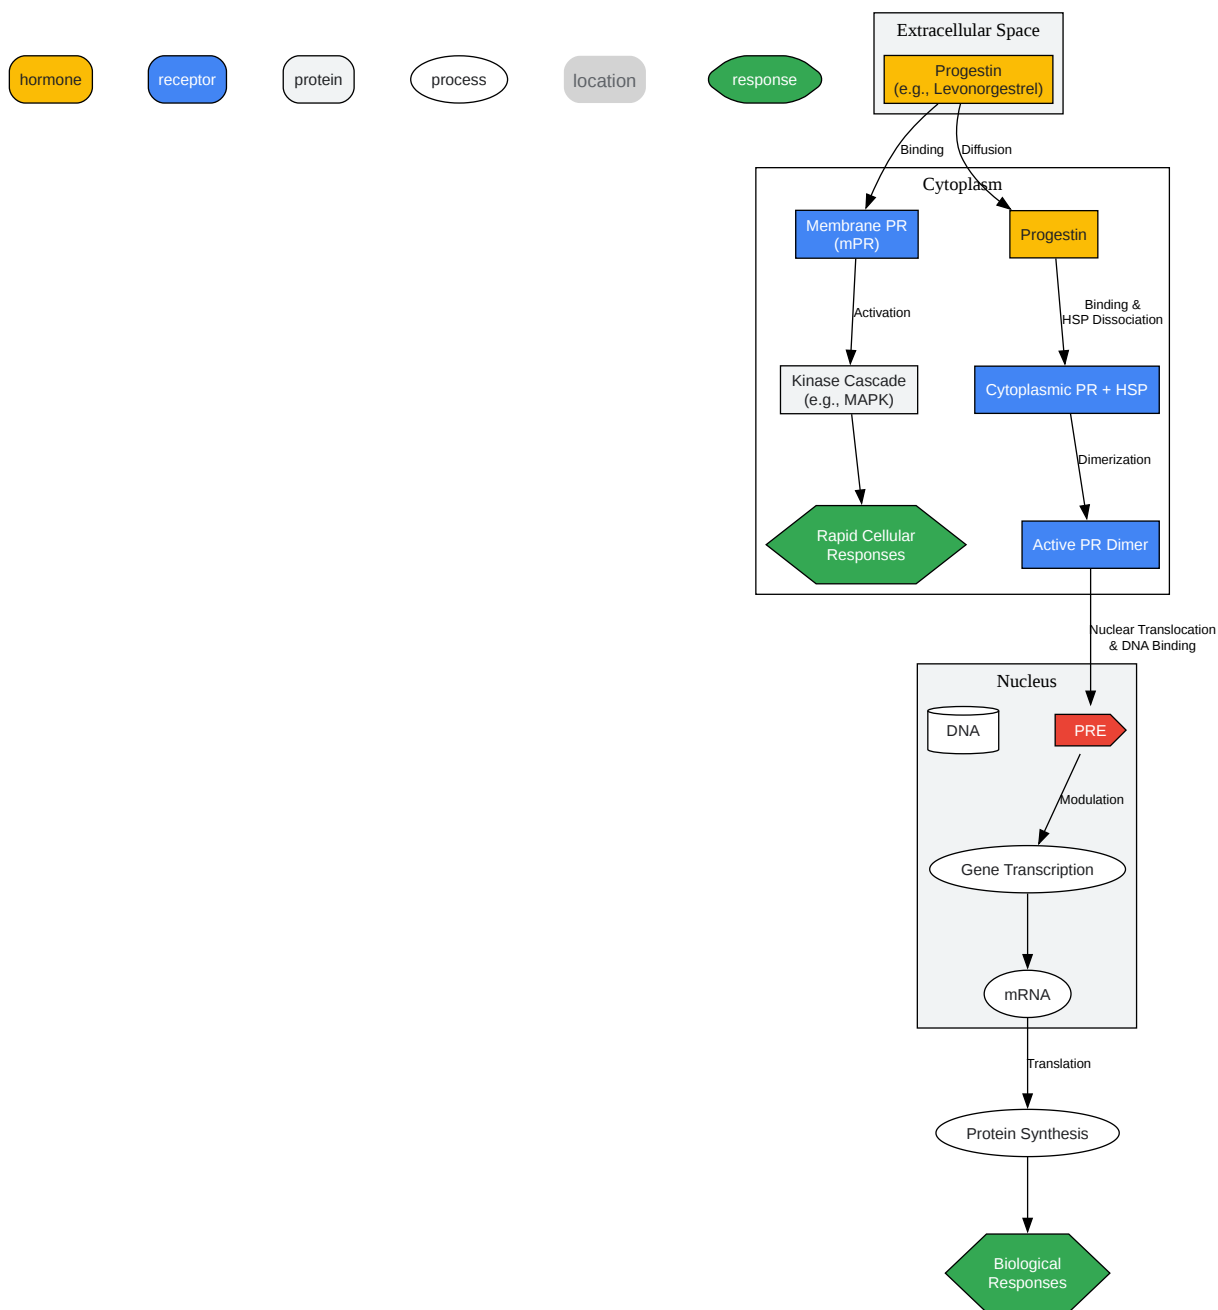 Extracellular Space
hormone
receptor
protein
process
location
response
Progestin
(e.g., Levonorgestrel)
Binding
Diffusion
Cytoplasm
Membrane PR
(mPR)
Progestin
Activation
Binding &
HSP Dissociation
Kinase Cascade
(e.g., MAPK)
Cytoplasmic PR + HSP
Dimerization
Rapid Cellular
Responses
Active PR Dimer
Nuclear Translocation
& DNA Binding
Nucleus
DNA
PRE
Modulation
Gene Transcription
mRNA
Translation
Protein Synthesis
Biological
Responses